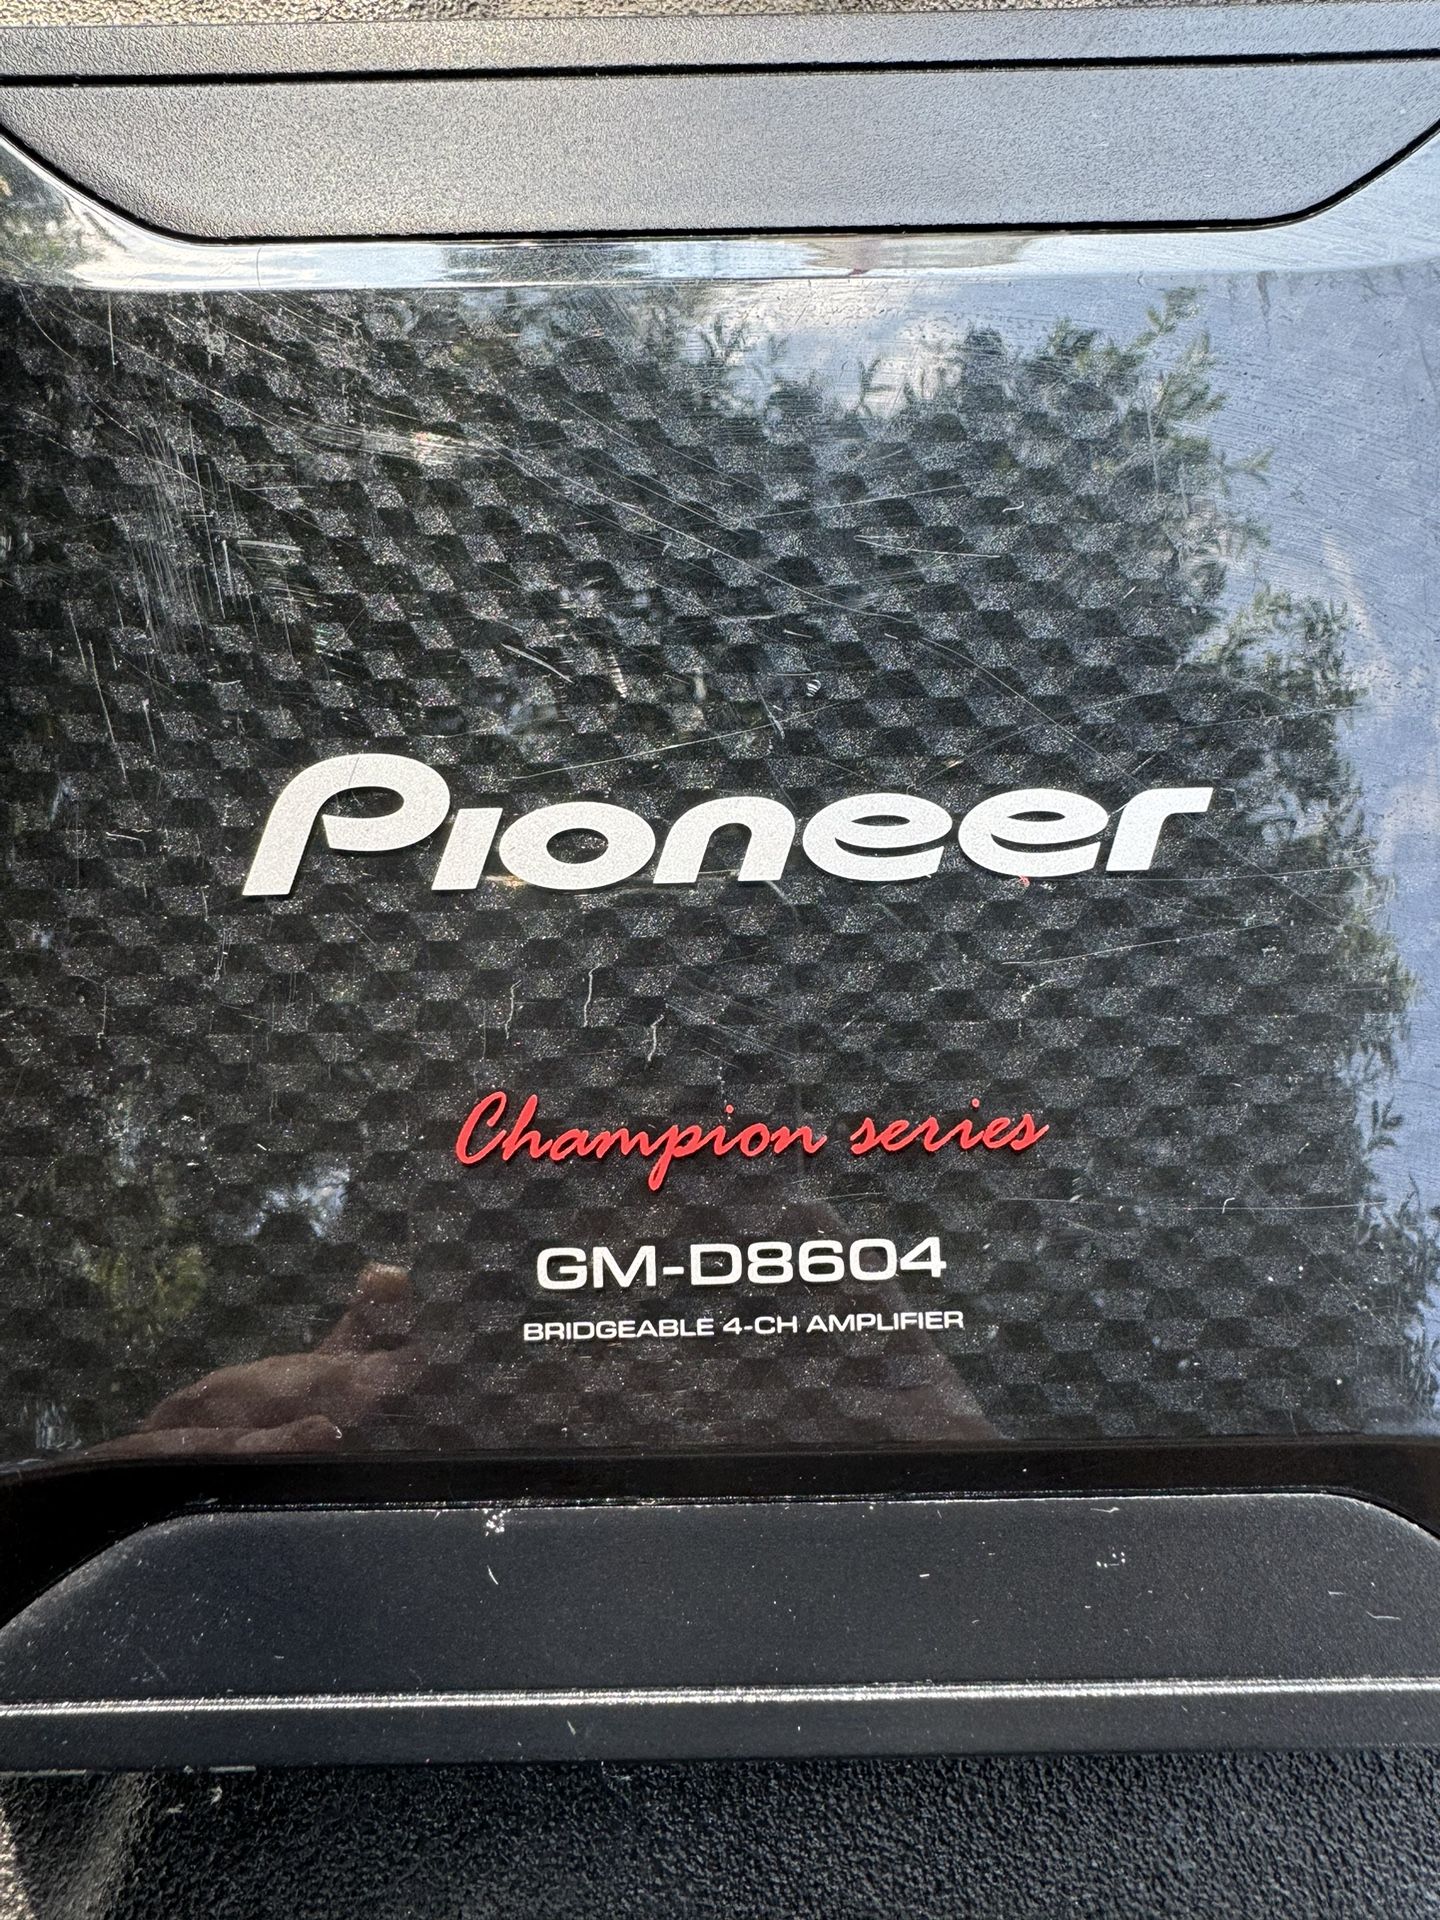 Pioneer
Champion series
GM-D8604
BRIDGEABLE 4-CH AMPLIFIER